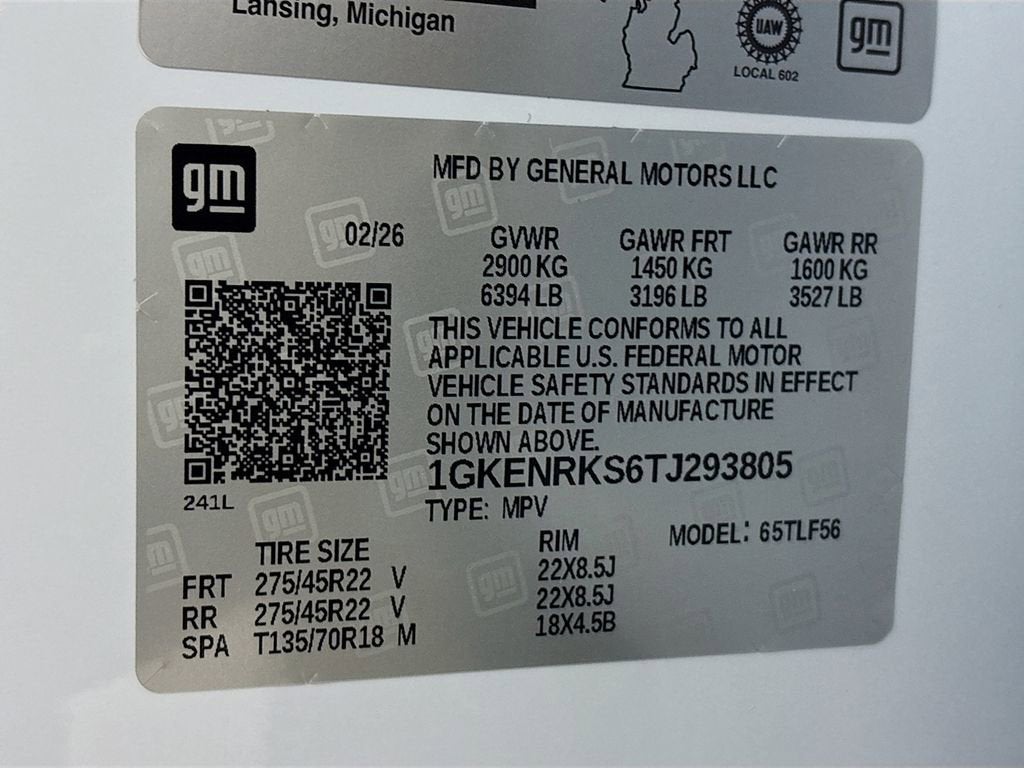 Lansing, Michigan
UAW
LOCAL 602
gm
gm
MFD BY GENERAL MOTORS LLC
02/26
GVWR GAWR FRT GAWR RR
2900 KG 1450 KG 1600 KG
6394 LB 3196 LB 3527 LB
THIS VEHICLE CONFORMS TO ALL
APPLICABLE U.S. FEDERAL MOTOR
VEHICLE SAFETY STANDARDS IN EFFECT
ON THE DATE OF MANUFACTURE
SHOWN ABOVE.
1GKENRKS6TJ293805
241L
TYPE: MPV
MODEL: 65TLF56
TIRE SIZE RIM
FRT 275/45R22 V 22X8.5J
RR 275/45R22 V 22X8.5J
SPA T135/70R18 M 18X4.5B